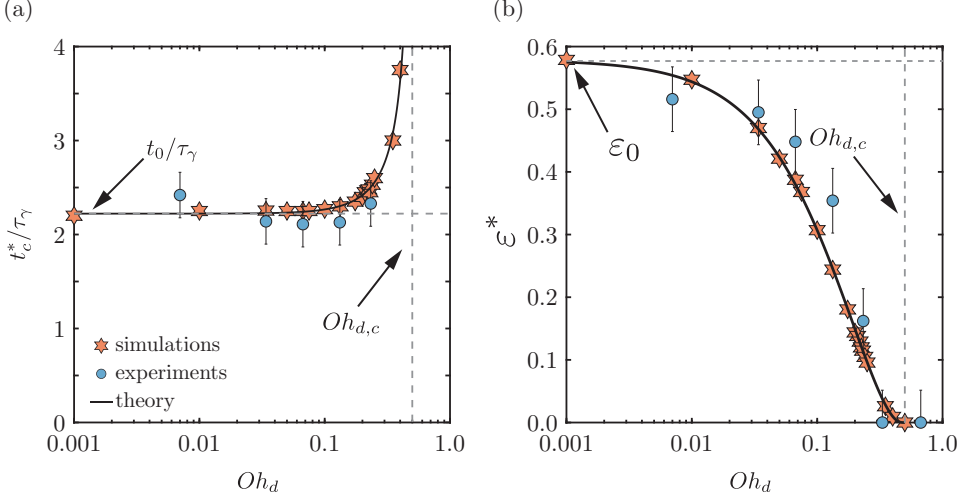 (a)
4
3
2
1
0
0.001
0.01
0.1
1.0
t*c/τγ
Ohd
t0/τγ
Ohd,c
simulations
experiments
theory
(b)
0.6
0.5
0.4
0.3
0.2
0.1
0.0
0.001
0.01
0.1
1.0
ε*
Ohd
ε0
Ohd,c